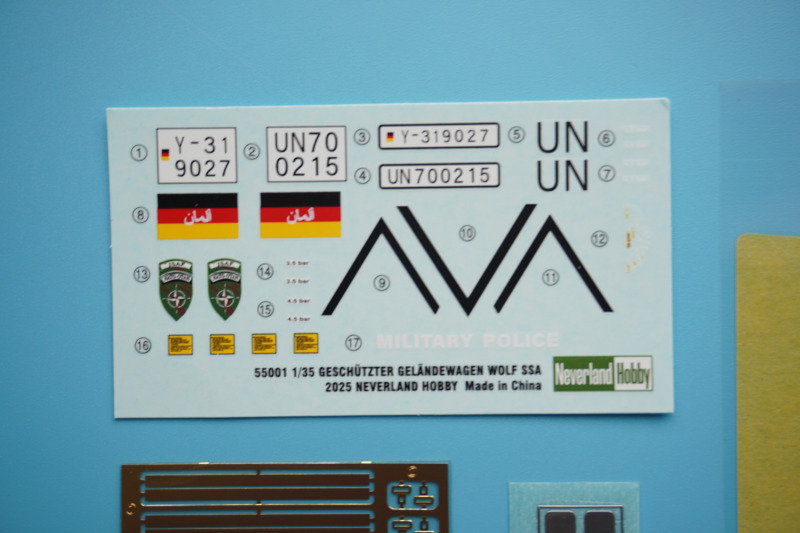 ① Y-31
9027
② UN70
0215
③ Y-319027
④ UN700215
⑤ UN
UN
⑥
⑦
⑧ ألمان
ألمان
⑨
⑩
⑪
⑫
⑬ ISAF
ISAF
⑭ 3.5 bar
3.5 bar
⑮ 4.5 bar
4.5 bar
⑯
⑰ MILITARY POLICE
55001 1/35 GESCHÜTZTER GELÄNDEWAGEN WOLF SSA
2025 NEVERLAND HOBBY Made in China
Neverland Hobby